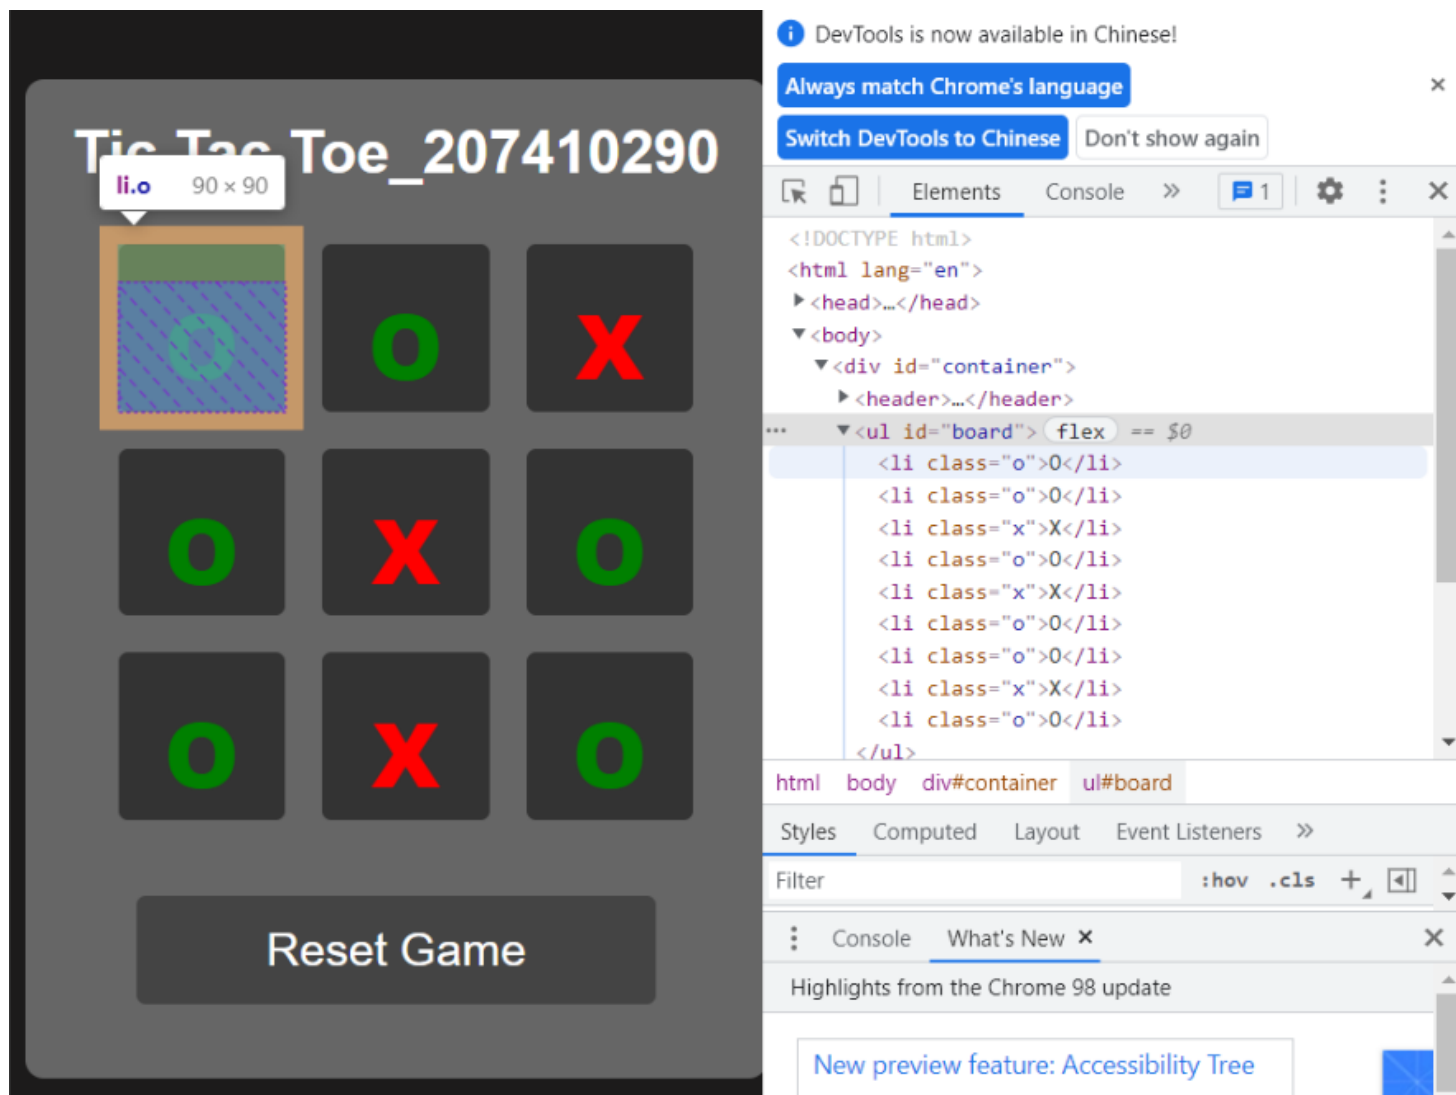 Tic Tac Toe_207410290
li.o 90 × 90
O O X
O X O
O X O
Reset Game
DevTools is now available in Chinese!
Always match Chrome's language
Switch DevTools to Chinese Don't show again
Elements Console » 1
<!DOCTYPE html>
<html lang="en">
<head>…</head>
<body>
<div id="container">
<header>…</header>
<ul id="board"> flex == $0
<li class="o">O</li>
<li class="o">O</li>
<li class="x">X</li>
<li class="o">O</li>
<li class="x">X</li>
<li class="o">O</li>
<li class="o">O</li>
<li class="x">X</li>
<li class="o">O</li>
</ul>
html body div#container ul#board
Styles Computed Layout Event Listeners »
Filter :hov .cls +
Console What's New ×
Highlights from the Chrome 98 update
New preview feature: Accessibility Tree